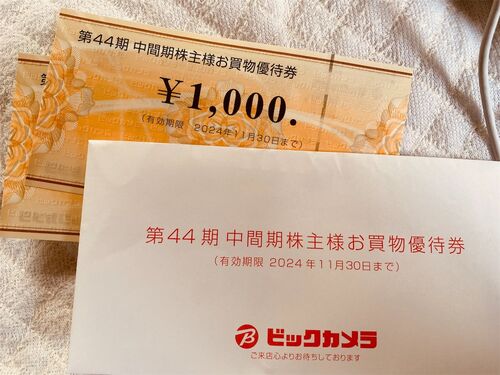 第44期 中間期株主様お買物優待券
¥1,000.
(有効期限 2024年11月30日まで)
第44期 中間期株主様お買物優待券
(有効期限 2024年11月30日まで)
B ビックカメラ
ご来店心よりお待ちしております